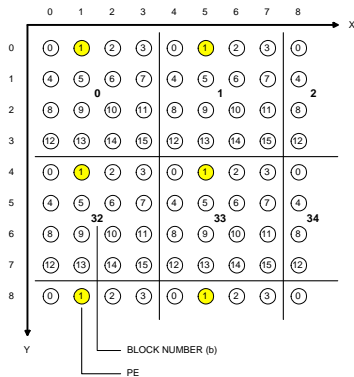 0 1 2 3 4 5 6 7 8
X
0 0 1 2 3 0 1 2 3 0
1 4 5 6 7 4 5 6 7 4
0 1 2
2 8 9 10 11 8 9 10 11 8
3 12 13 14 15 12 13 14 15 12
4 0 1 2 3 0 1 2 3 0
5 4 5 6 7 4 5 6 7 4
32 33 34
6 8 9 10 11 8 9 10 11 8
7 12 13 14 15 12 13 14 15 12
8 0 1 2 3 0 1 2 3 0
Y
BLOCK NUMBER (b)
PE